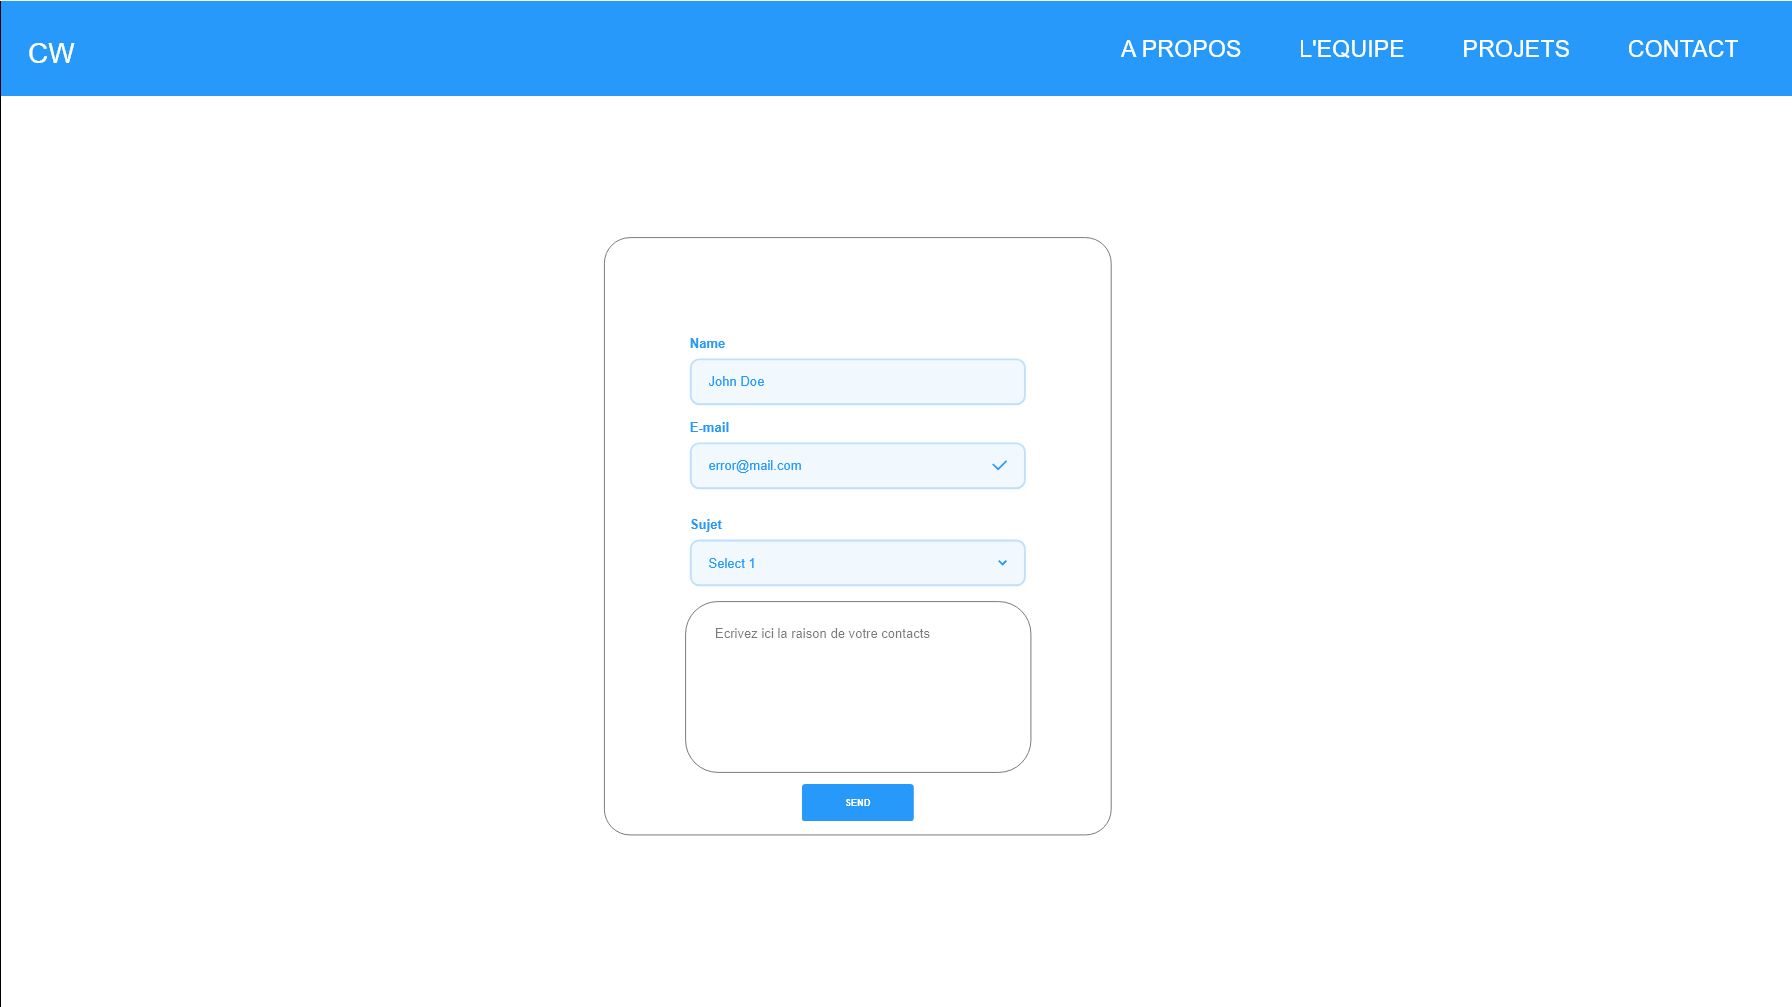 CW
A PROPOS
L'EQUIPE
PROJETS
CONTACT
Name
John Doe
E-mail
error@mail.com
Sujet
Select 1
Ecrivez ici la raison de votre contacts
SEND